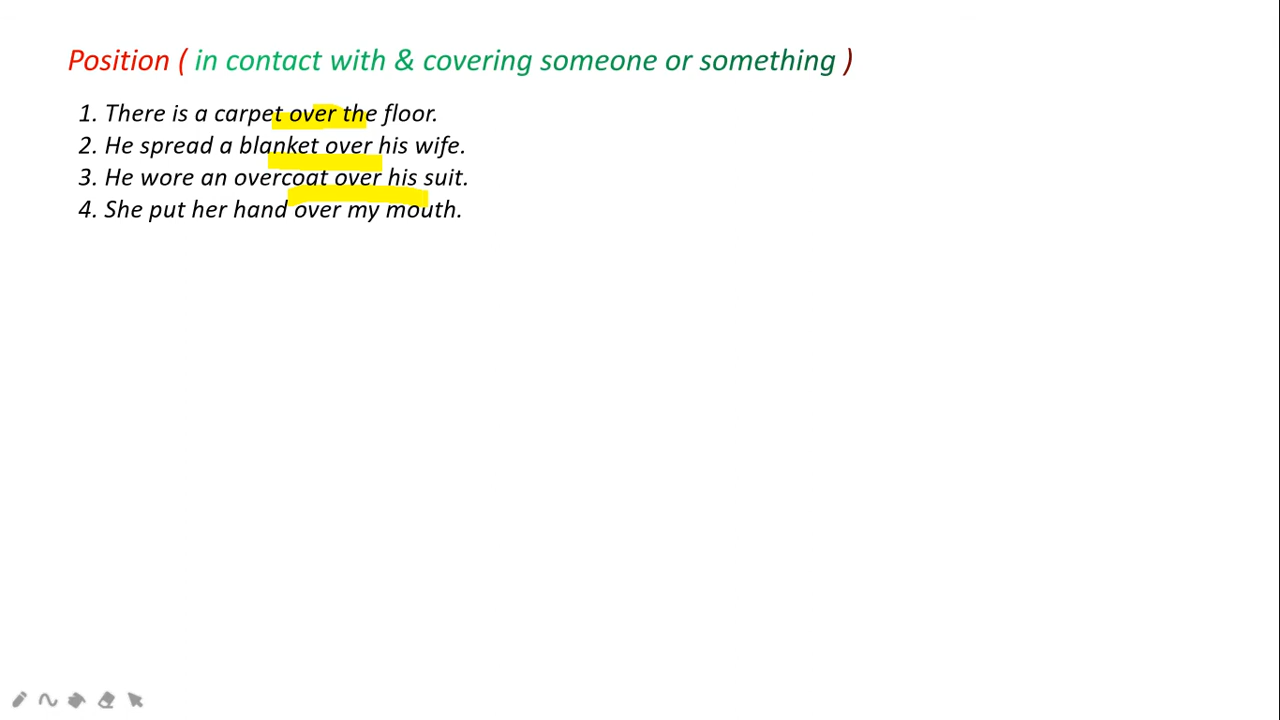 Position ( in contact with & covering someone or something )
1. There is a carpet over the floor.
2. He spread a blanket over his wife.
3. He wore an overcoat over his suit.
4. She put her hand over my mouth.